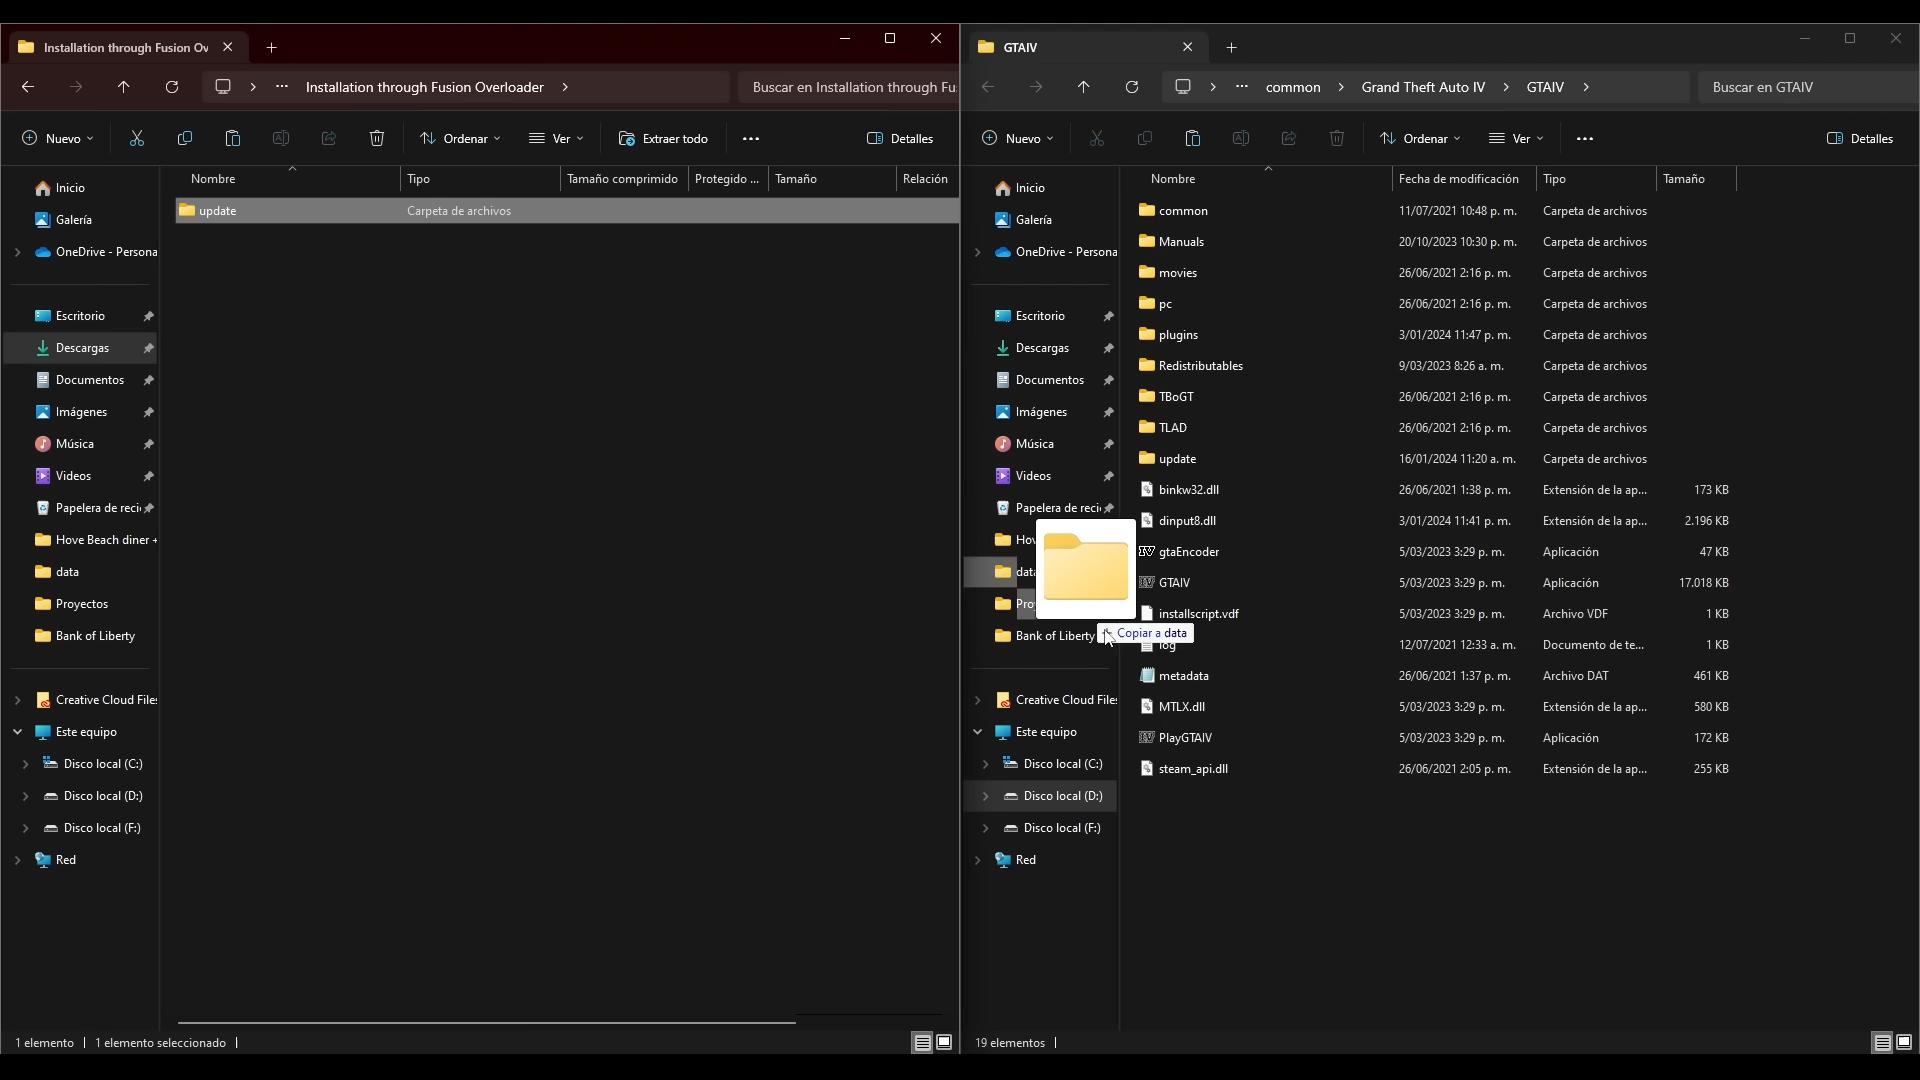 Installation through Fusion Ov
Installation through Fusion Overloader
Buscar en Installation through Fu
Nuevo
Ordenar
Ver
Extraer todo
Detalles
Nombre
Tipo
Tamaño comprimido
Protegido ...
Tamaño
Relación
update
Carpeta de archivos
Inicio
Galería
OneDrive - Persona
Escritorio
Descargas
Documentos
Imágenes
Música
Videos
Papelera de reci
Hove Beach diner +
data
Proyectos
Bank of Liberty
Creative Cloud Files
Este equipo
Disco local (C:)
Disco local (D:)
Disco local (F:)
Red
1 elemento
1 elemento seleccionado
GTAIV
common
Grand Theft Auto IV
GTAIV
Buscar en GTAIV
Nuevo
Ordenar
Ver
Detalles
Inicio
Galería
OneDrive - Persona
Escritorio
Descargas
Documentos
Imágenes
Música
Videos
Papelera de reci
Hov
data
Proy
Bank of Liberty
Creative Cloud Files
Este equipo
Disco local (C:)
Disco local (D:)
Disco local (F:)
Red
Copiar a data
Nombre Fecha de modificación Tipo Tamaño
common 11/07/2021 10:48 p. m. Carpeta de archivos
Manuals 20/10/2023 10:30 p. m. Carpeta de archivos
movies 26/06/2021 2:16 p. m. Carpeta de archivos
pc 26/06/2021 2:16 p. m. Carpeta de archivos
plugins 3/01/2024 11:47 p. m. Carpeta de archivos
Redistributables 9/03/2023 8:26 a. m. Carpeta de archivos
TBoGT 26/06/2021 2:16 p. m. Carpeta de archivos
TLAD 26/06/2021 2:16 p. m. Carpeta de archivos
update 16/01/2024 11:20 a. m. Carpeta de archivos
binkw32.dll 26/06/2021 1:38 p. m. Extensión de la ap... 173 KB
dinput8.dll 3/01/2024 11:41 p. m. Extensión de la ap... 2.196 KB
gtaEncoder 5/03/2023 3:29 p. m. Aplicación 47 KB
GTAIV 5/03/2023 3:29 p. m. Aplicación 17.018 KB
installscript.vdf 5/03/2023 3:29 p. m. Archivo VDF 1 KB
log 12/07/2021 12:33 a. m. Documento de te... 1 KB
metadata 26/06/2021 1:37 p. m. Archivo DAT 461 KB
MTLX.dll 5/03/2023 3:29 p. m. Extensión de la ap... 580 KB
PlayGTAIV 5/03/2023 3:29 p. m. Aplicación 172 KB
steam_api.dll 26/06/2021 2:05 p. m. Extensión de la ap... 255 KB
19 elementos